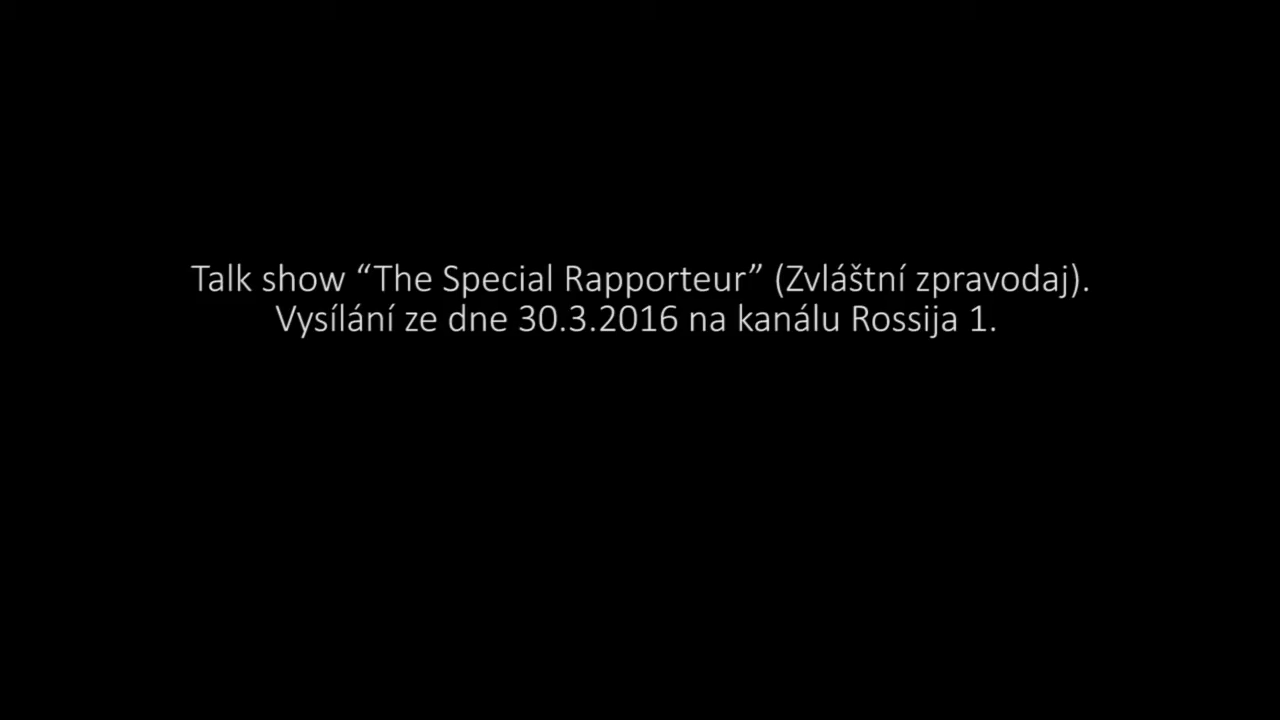 Talk show “The Special Rapporteur” (Zvláštní zpravodaj).
Vysílání ze dne 30.3.2016 na kanálu Rossija 1.